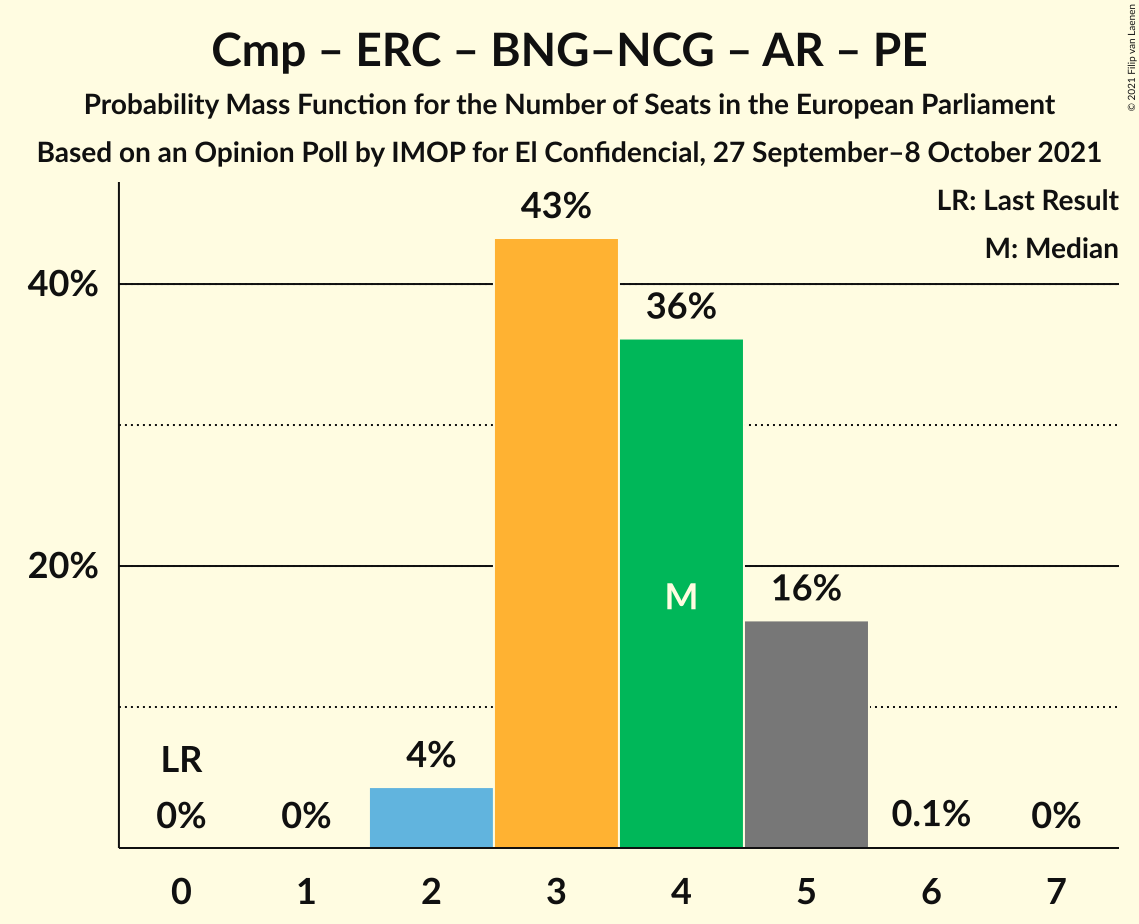 Cmp – ERC – BNG–NCG – AR – PE
Probability Mass Function for the Number of Seats in the European Parliament
Based on an Opinion Poll by IMOP for El Confidencial, 27 September–8 October 2021
© 2021 Filip van Laenen
LR: Last Result
M: Median
43%
40%
36%
20%
M
16%
LR
4%
0%
0%
0.1%
0%
0 1 2 3 4 5 6 7